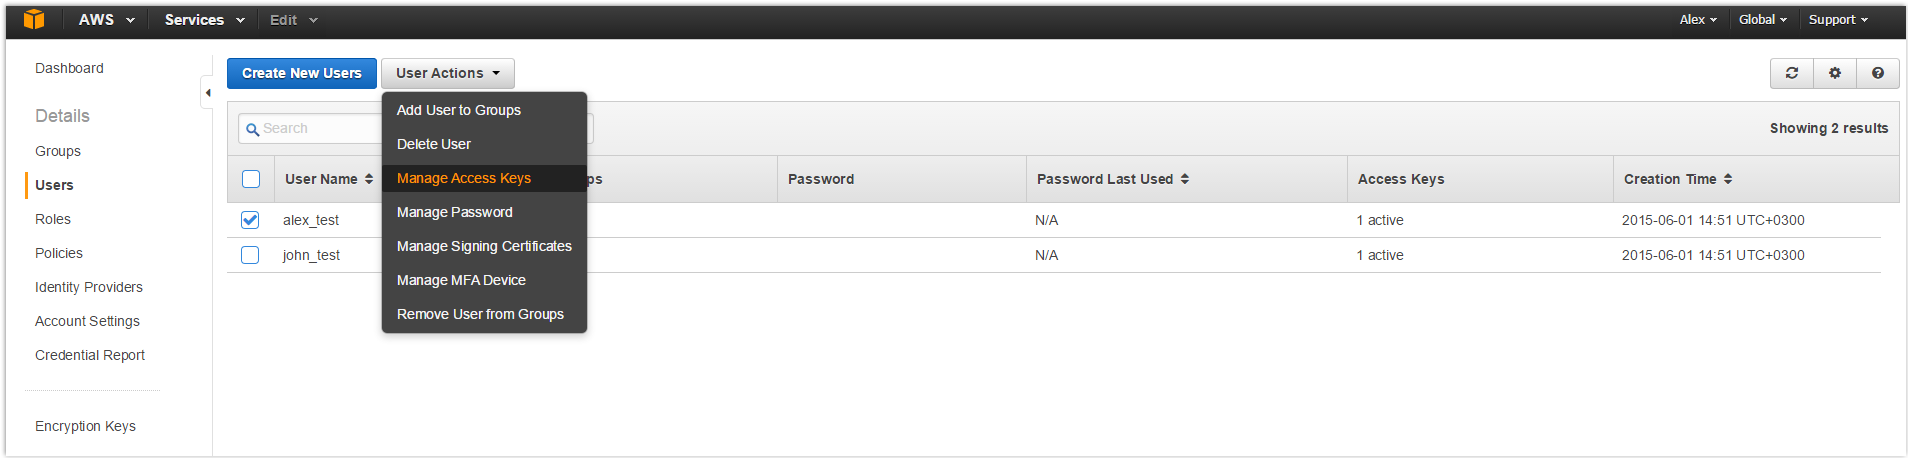 AWS Services Edit Alex Global Support
Dashboard
Create New Users User Actions
Details
Groups
Users
Roles
Policies
Identity Providers
Account Settings
Credential Report
Encryption Keys
Add User to Groups
Delete User
Manage Access Keys
Manage Password
Manage Signing Certificates
Manage MFA Device
Remove User from Groups
Search
Showing 2 results
User Name ps Password Password Last Used Access Keys Creation Time
alex_test N/A 1 active 2015-06-01 14:51 UTC+0300
john_test N/A 1 active 2015-06-01 14:51 UTC+0300